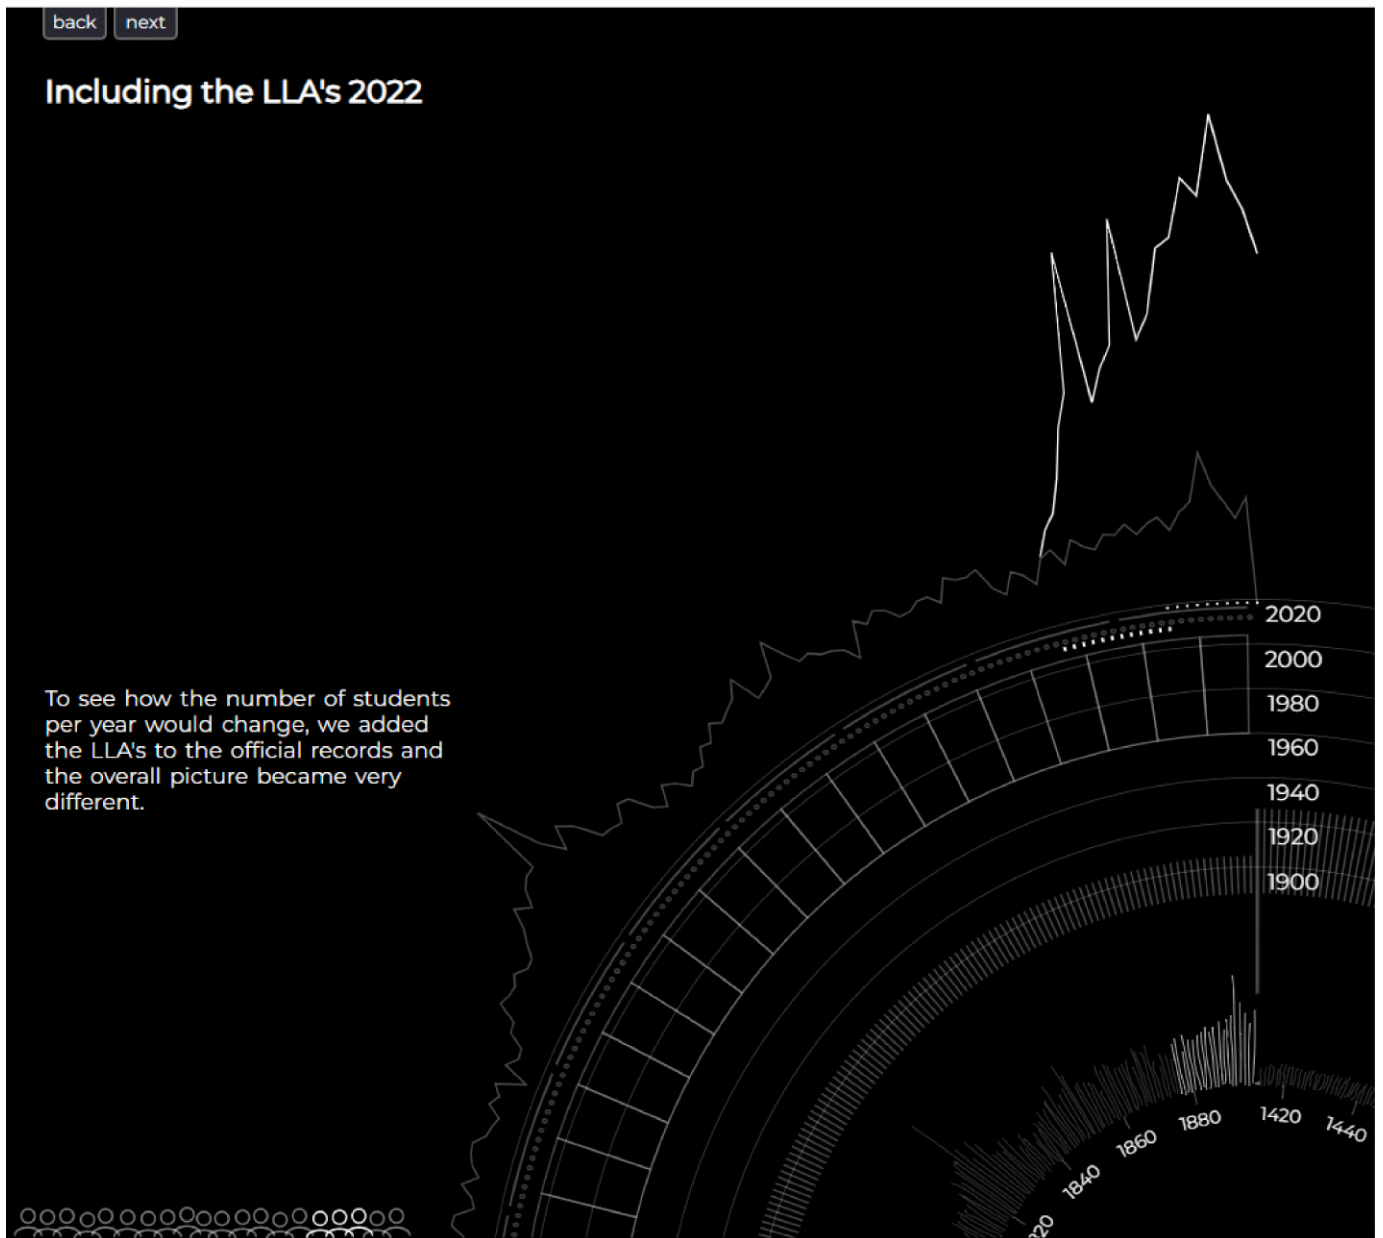 back next
Including the LLA's 2022
2020
2000
1980
1960
1940
1920
1900
To see how the number of students
per year would change, we added
the LLA's to the official records and
the overall picture became very
different.
1880
1860
1840
20
1420
1440